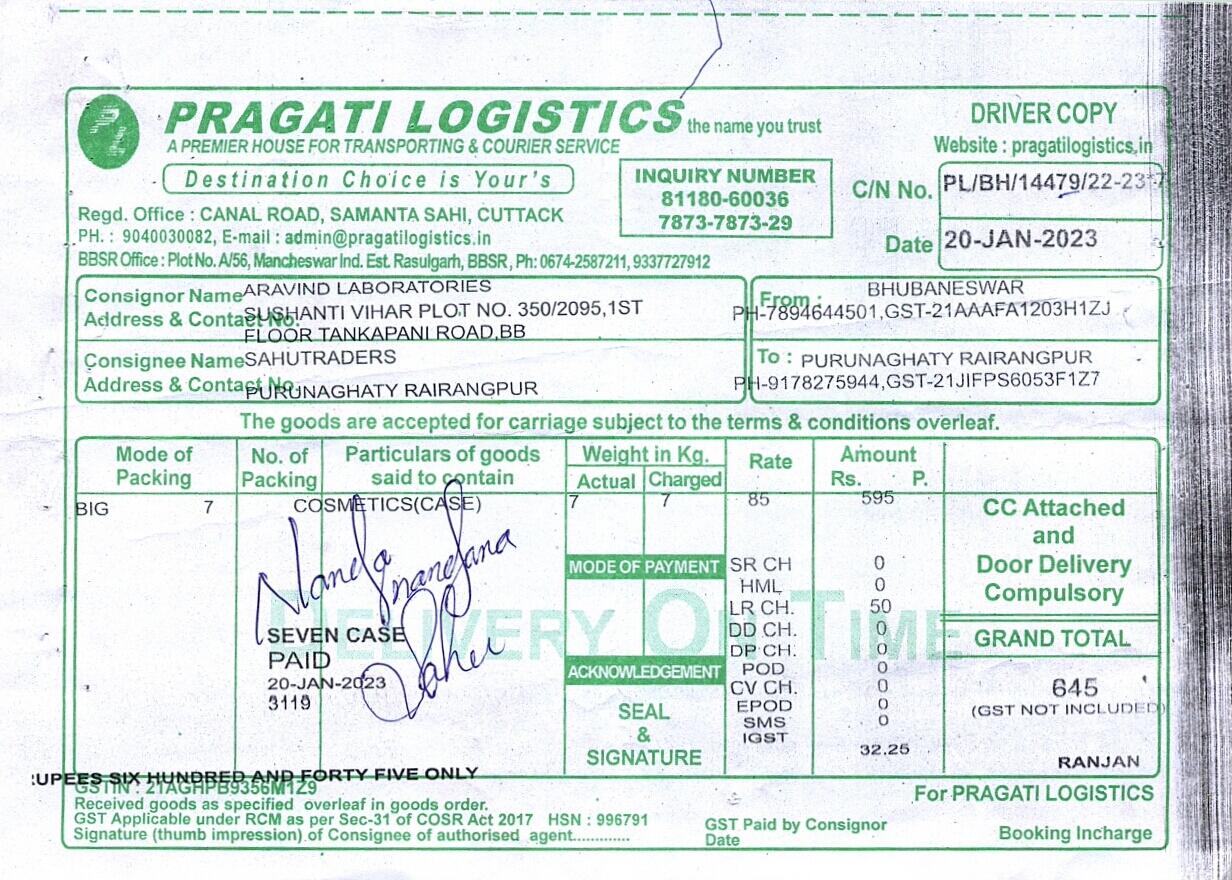 PRAGATI LOGISTICS the name you trust
A PREMIER HOUSE FOR TRANSPORTING & COURIER SERVICE
Destination Choice is Your's
DRIVER COPY
Website : pragatilogistics.in
INQUIRY NUMBER
81180-60036
7873-7873-29
C/N No. PL/BH/14479/22-23
Date 20-JAN-2023
Regd. Office : CANAL ROAD, SAMANTA SAHI, CUTTACK
PH. : 9040030082, E-mail : admin@pragatilogistics.in
BBSR Office : Plot No. A/56, Mancheswar Ind. Est. Rasulgarh, BBSR, Ph: 0674-2587211, 9337727912
Consignor Name ARAVIND LABORATORIES
Address & Contact No. SUSHANTI VIHAR PLOT NO. 350/2095,1ST
FLOOR TANKAPANI ROAD,BB
From : BHUBANESWAR
PH-7894644501,GST-21AAAFA1203H1ZJ
Consignee Name SAHUTRADERS
Address & Contact No. PURUNAGHATY RAIRANGPUR
To : PURUNAGHATY RAIRANGPUR
PH-9178275944,GST-21JIFPS6053F1Z7
The goods are accepted for carriage subject to the terms & conditions overleaf.
Mode of Packing No. of Packing Particulars of goods said to contain Weight in Kg. Actual Charged Rate Amount Rs. P.
BIG 7 COSMETICS(CASE) 7 7 85 595
CC Attached
and
Door Delivery
Compulsory
Nanda
nandana
Sahu
DELIVERY ON TIME
MODE OF PAYMENT
SR CH 0
HML 0
LR CH. 50
DD CH. 0
DP CH. 0
POD 0
CV CH. 0
EPOD 0
SMS 0
IGST 32.25
SEVEN CASE
PAID
20-JAN-2023
3119
ACKNOWLEDGEMENT
SEAL
&
SIGNATURE
GRAND TOTAL
645
(GST NOT INCLUDED)
RANJAN
UPEES SIX HUNDRED AND FORTY FIVE ONLY
GSTIN : 21AGHPB9356M1Z9
Received goods as specified overleaf in goods order.
GST Applicable under RCM as per Sec-31 of COSR Act 2017 HSN : 996791
Signature (thumb impression) of Consignee of authorised agent.............
GST Paid by Consignor
Date
For PRAGATI LOGISTICS
Booking Incharge